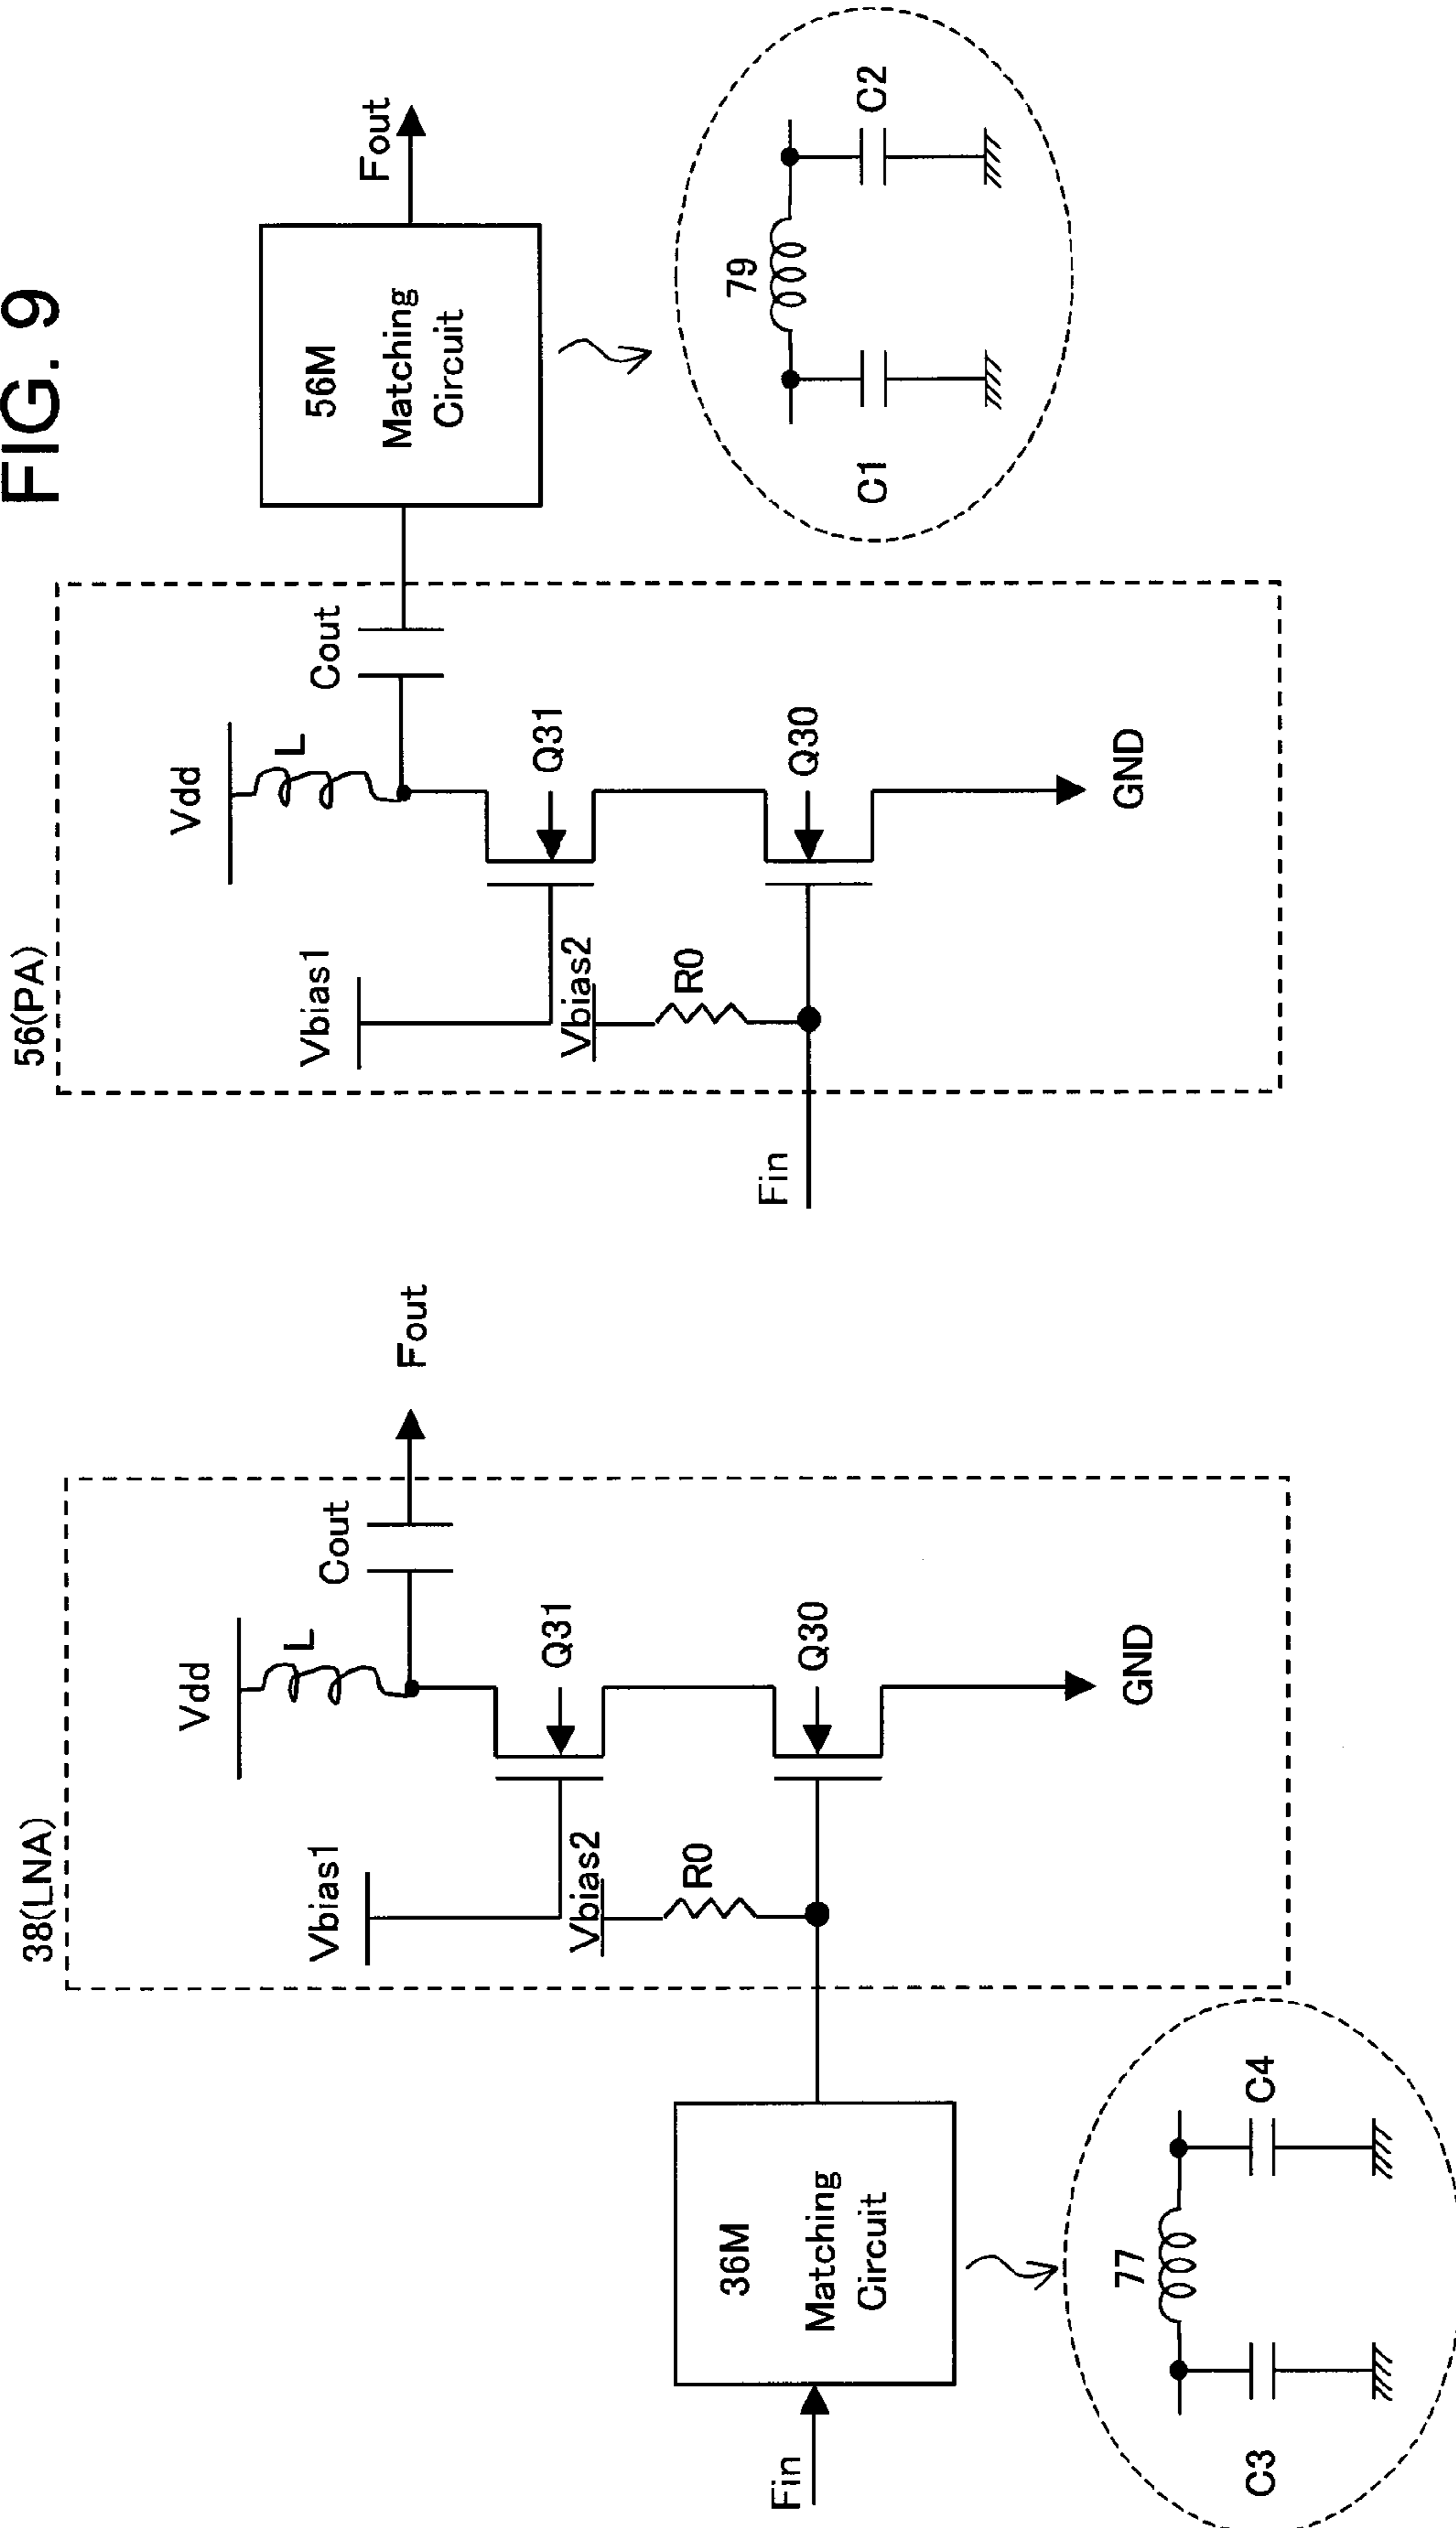 FIG. 9
38(LNA)
Vdd
L
Cout
Fout
Vbias1
Q31
Vbias2
R0
Q30
GND
Fin
36M
Matching
Circuit
77
C3
C4
56(PA)
Vdd
L
Cout
Vbias1
Q31
Vbias2
R0
Q30
GND
Fin
56M
Matching
Circuit
Fout
79
C1
C2